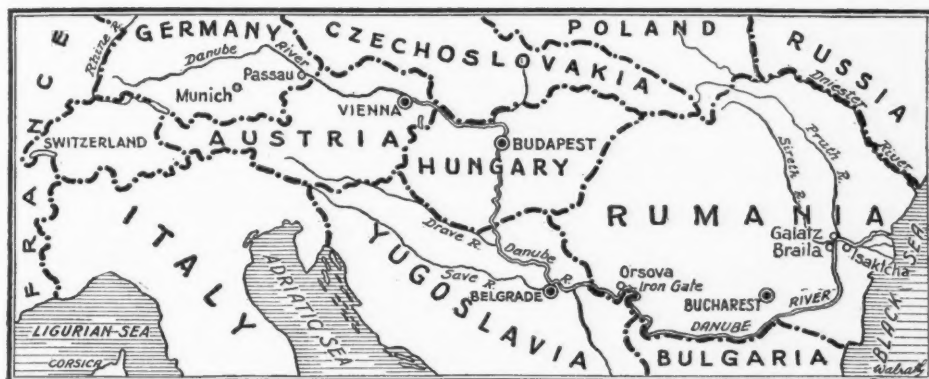 FRANCE
Rhine R.
GERMANY
Danube River
Passau
Munich
CZECHOSLOVAKIA
POLAND
RUSSIA
Dniester River
VIENNA
SWITZERLAND
AUSTRIA
BUDAPEST
HUNGARY
Pruth R.
Sireth R.
RUMANIA
ITALY
Drave R.
Danube R.
Save R.
YUGOSLAVIA
ADRIATIC SEA
Galatz
Braila
Isaktcha
Orsova
Iron Gate
BELGRADE
BUCHAREST
DANUBE RIVER
BLACK SEA
LIGURIAN-SEA
CORSICA
BULGARIA